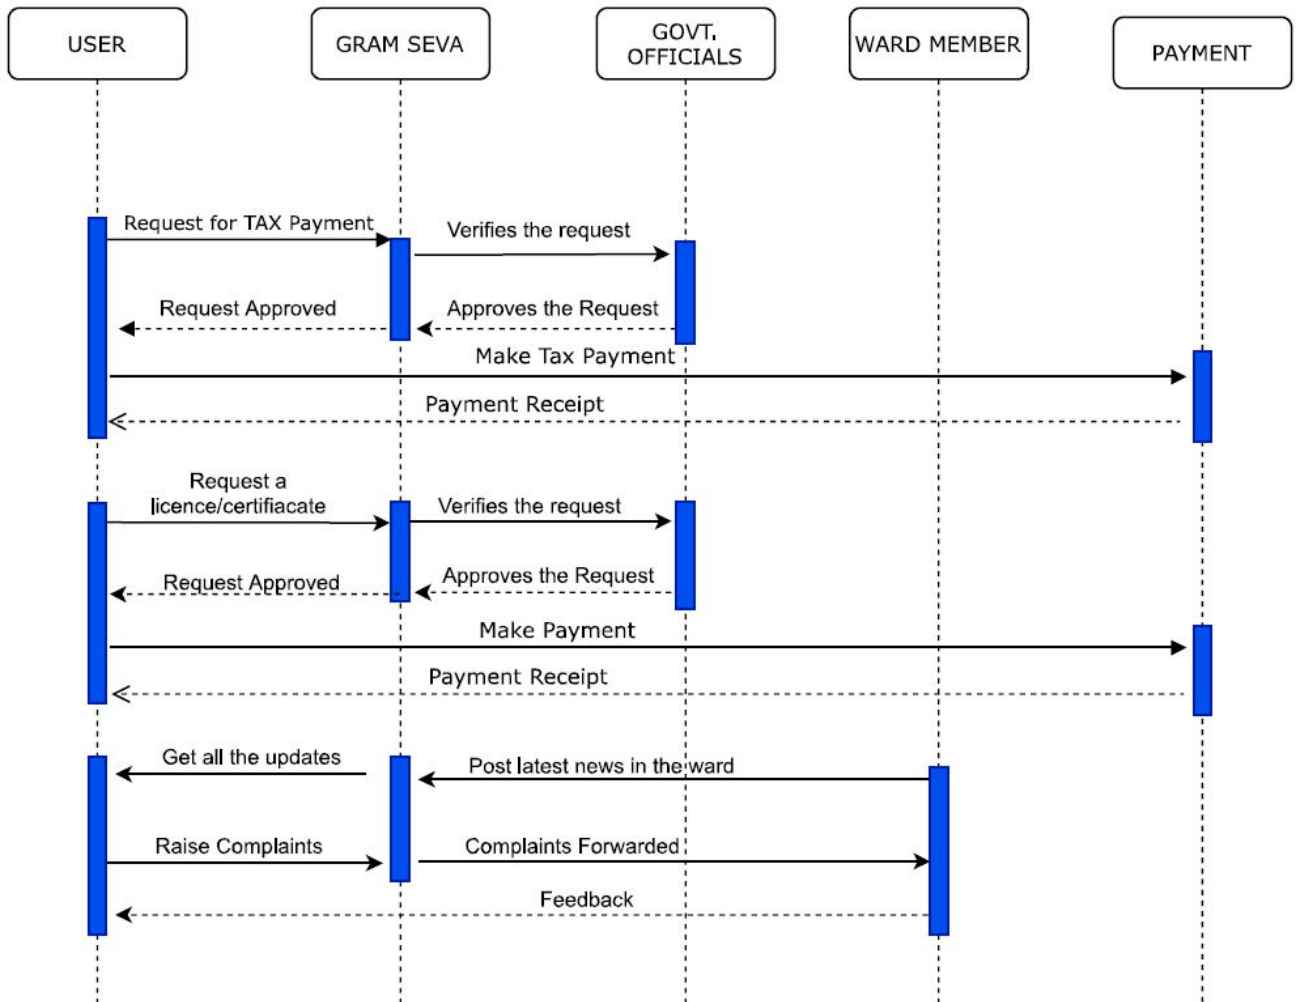 USER
GRAM SEVA
GOVT.
OFFICIALS
WARD MEMBER
PAYMENT
Request for TAX Payment
Verifies the request
Request Approved
Approves the Request
Make Tax Payment
Payment Receipt
Request a
licence/certifiacate
Verifies the request
Request Approved
Approves the Request
Make Payment
Payment Receipt
Get all the updates
Post latest news in the ward
Raise Complaints
Complaints Forwarded
Feedback